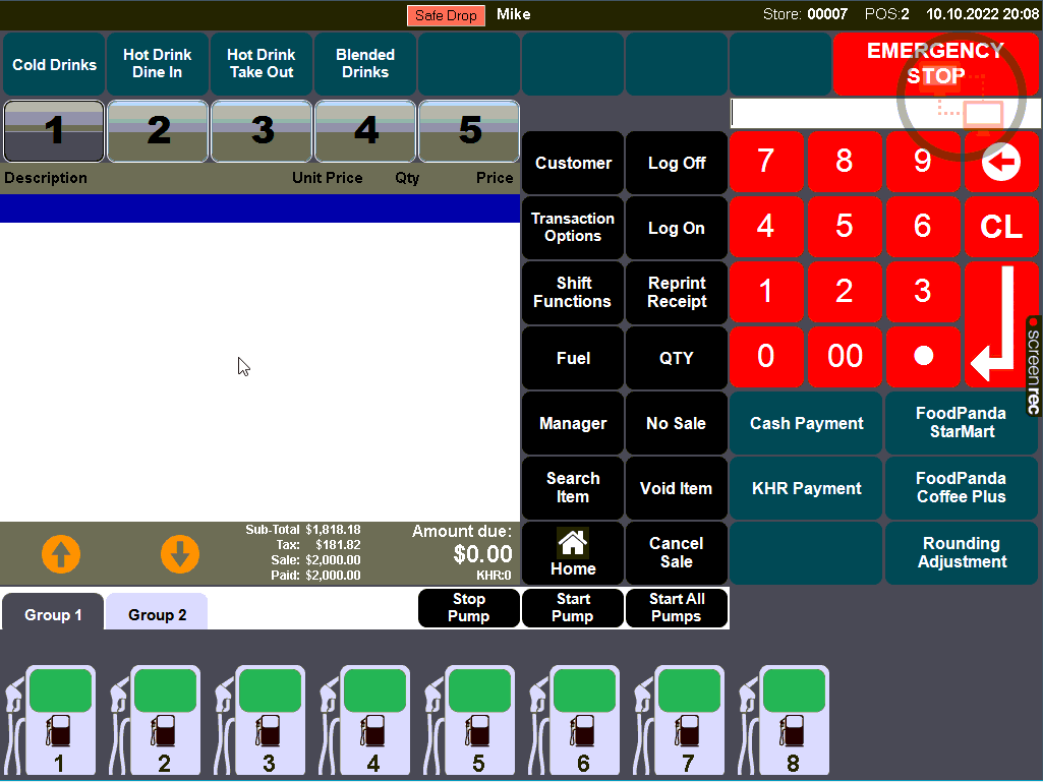 Safe Drop Mike Store: 00007 POS:2 10.10.2022 20:08
Cold Drinks
Hot Drink
Dine In
Hot Drink
Take Out
Blended
Drinks
EMERGENCY
STOP
1 2 3 4 5
Description Unit Price Qty Price
Customer
Log Off
7 8 9
Transaction
Options
Log On
4 5 6 CL
Shift
Functions
Reprint
Receipt
1 2 3
Fuel
QTY
0 00
Manager
No Sale
Cash Payment
FoodPanda
StarMart
Search
Item
Void Item
KHR Payment
FoodPanda
Coffee Plus
Sub-Total $1,818.18
Tax: $181.82
Sale: $2,000.00
Paid: $2,000.00
Amount due:
$0.00
KHR:0
Home
Cancel
Sale
Rounding
Adjustment
Group 1
Group 2
Stop
Pump
Start
Pump
Start All
Pumps
1 2 3 4 5 6 7 8
screenrec